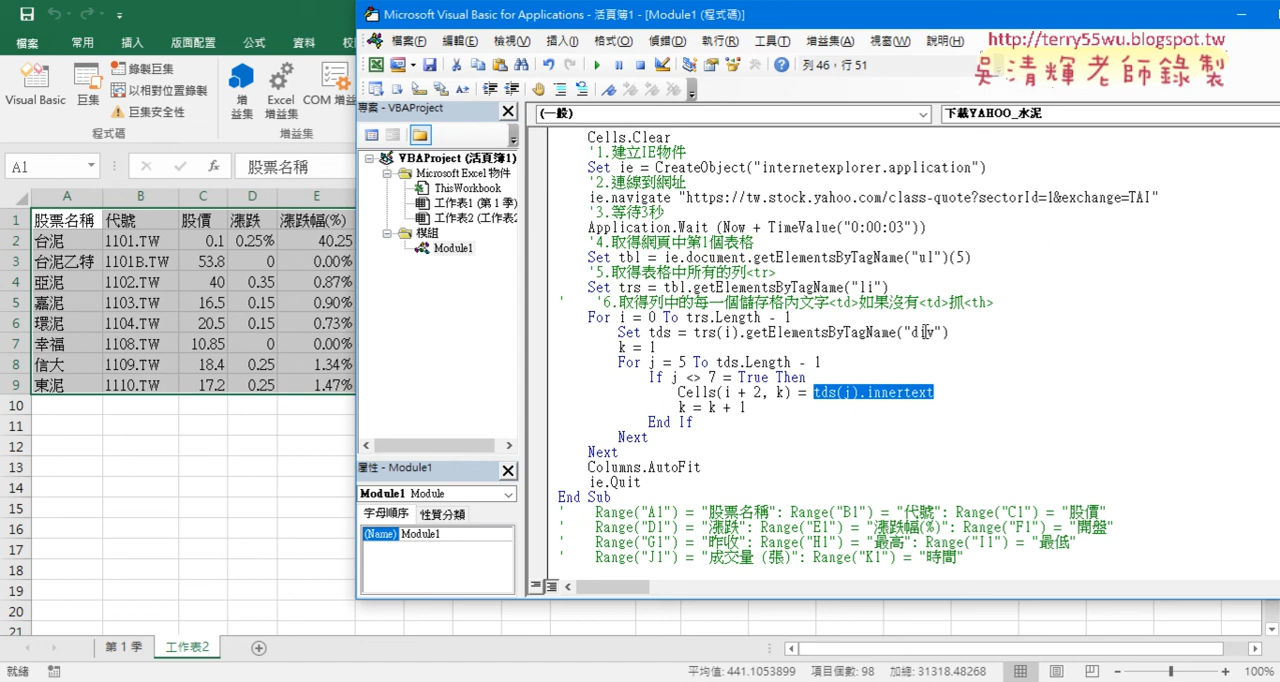 Microsoft Visual Basic for Applications - 活頁簿1 - [Module1 (程式碼)]
檔案 常用 插入 版面配置 公式 資料 校
檔案(F) 編輯(E) 檢視(V) 插入(I) 格式(O) 偵錯(D) 執行(R) 工具(T) 增益集(A) 視窗(W) 說明(H)
http://terry55wu.blogspot.tw
吳清輝老師錄製
列 46，行 51
Visual Basic
巨集
錄製巨集
以相對位置錄製
巨集安全性
增益集
Excel 增益集
COM 增益
程式碼
增益集
A1
股票名稱
專案 - VBAProject
VBAProject (活頁簿1)
Microsoft Excel 物件
ThisWorkbook
工作表1 (第 1 季)
工作表2 (工作表2
模組
Module1
屬性 - Module1
Module1 Module
字母順序 性質分類
(Name) Module1
(一般)
下載YAHOO_水泥
A B C D E
1 股票名稱 代號 股價 漲跌 漲跌幅(%)
2 台泥 1101.TW 0.1 0.25% 40.25
3 台泥乙特 1101B.TW 53.8 0 0.00%
4 亞泥 1102.TW 40 0.35 0.87%
5 嘉泥 1103.TW 16.5 0.15 0.90%
6 環泥 1104.TW 20.5 0.15 0.73%
7 幸福 1108.TW 10.85 0 0.00%
8 信大 1109.TW 18.4 0.25 1.34%
9 東泥 1110.TW 17.2 0.25 1.47%
10
11
12
13
14
15
16
17
18
19
20
21
Cells.Clear
'1.建立IE物件
Set ie = CreateObject("internetexplorer.application")
'2.連線到網址
ie.navigate "https://tw.stock.yahoo.com/class-quote?sectorId=1&exchange=TAI"
'3.等待3秒
Application.Wait (Now + TimeValue("0:00:03"))
'4.取得網頁中第1個表格
Set tbl = ie.document.getElementsByTagName("ul")(5)
'5.取得表格中所有的列<tr>
Set trs = tbl.getElementsByTagName("li")
' '6.取得列中的每一個儲存格內文字<td>如果沒有<td>抓<th>
For i = 0 To trs.Length - 1
Set tds = trs(i).getElementsByTagName("div")
k = 1
For j = 5 To tds.Length - 1
If j <> 7 = True Then
Cells(i + 2, k) = tds(j).innertext
k = k + 1
End If
Next
Next
Columns.AutoFit
ie.Quit
End Sub
' Range("A1") = "股票名稱": Range("B1") = "代號": Range("C1") = "股價"
' Range("D1") = "漲跌": Range("E1") = "漲跌幅(%)": Range("F1") = "開盤"
' Range("G1") = "昨收": Range("H1") = "最高": Range("I1") = "最低"
' Range("J1") = "成交量（張)": Range("K1") = "時間"
第 1 季 工作表2
就緒
平均值: 441.1053899 項目個數: 98 加總: 31318.48268
100%